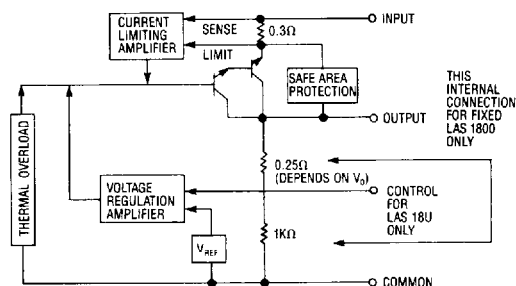 CURRENT
LIMITING
AMPLIFIER
SENSE
LIMIT
0.3Ω
INPUT
SAFE AREA
PROTECTION
THIS
INTERNAL
CONNECTION
FOR FIXED
LAS 1800
ONLY
OUTPUT
THERMAL OVERLOAD
0.25Ω
(DEPENDS ON V₀)
VOLTAGE
REGULATION
AMPLIFIER
CONTROL
FOR
LAS 18U
ONLY
1KΩ
VREF
COMMON